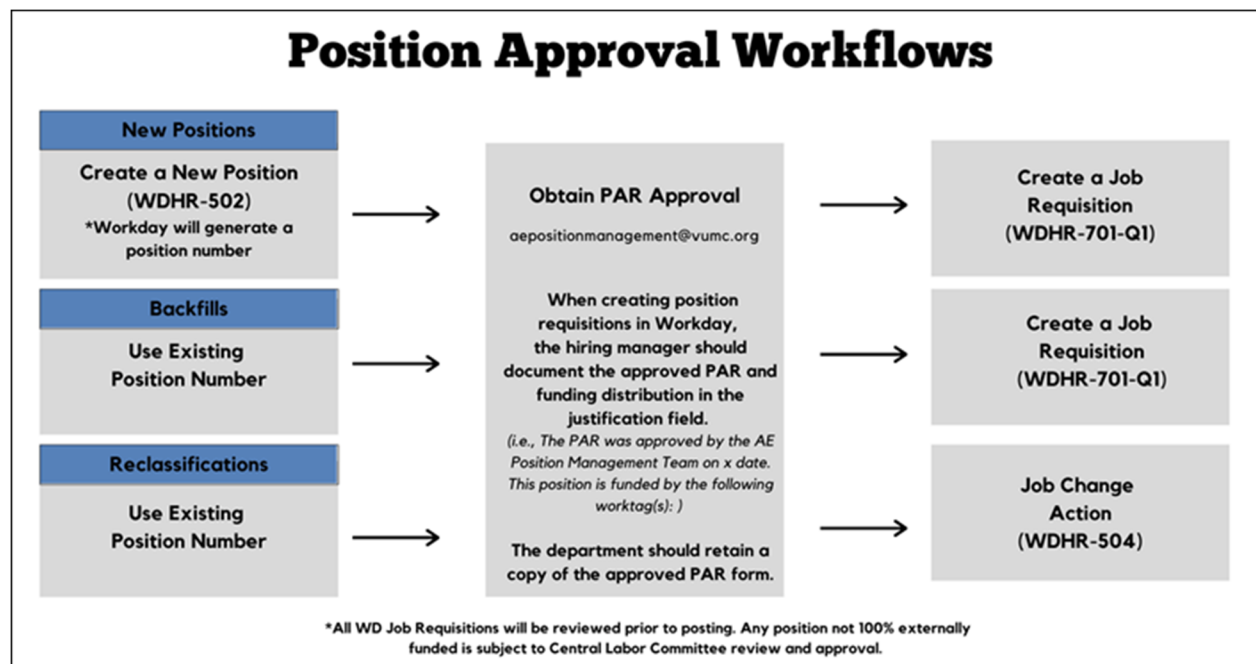 Position Approval Workflows
New Positions
Create a New Position
(WDHR-502)
*Workday will generate a
position number
Backfills
Use Existing
Position Number
Reclassifications
Use Existing
Position Number
Obtain PAR Approval
aepositionmanagement@vumc.org
When creating position
requisitions in Workday,
the hiring manager should
document the approved PAR and
funding distribution in the
justification field.
(i.e., The PAR was approved by the AE
Position Management Team on x date.
This position is funded by the following
worktag(s): )
The department should retain a
copy of the approved PAR form.
Create a Job
Requisition
(WDHR-701-Q1)
Create a Job
Requisition
(WDHR-701-Q1)
Job Change
Action
(WDHR-504)
*All WD Job Requisitions will be reviewed prior to posting. Any position not 100% externally
funded is subject to Central Labor Committee review and approval.